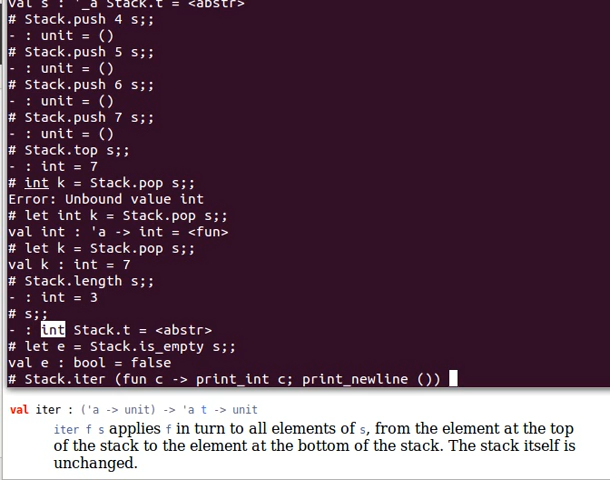 val s : '_a Stack.t = <abstr>
# Stack.push 4 s;;
- : unit = ()
# Stack.push 5 s;;
- : unit = ()
# Stack.push 6 s;;
- : unit = ()
# Stack.push 7 s;;
- : unit = ()
# Stack.top s;;
- : int = 7
# int k = Stack.pop s;;
Error: Unbound value int
# let int k = Stack.pop s;;
val int : 'a -> int = <fun>
# let k = Stack.pop s;;
val k : int = 7
# Stack.length s;;
- : int = 3
# s;;
- : int Stack.t = <abstr>
# let e = Stack.is_empty s;;
val e : bool = false
# Stack.iter (fun c -> print_int c; print_newline ())
val iter : ('a -> unit) -> 'a t -> unit
iter f s applies f in turn to all elements of s, from the element at the top
of the stack to the element at the bottom of the stack. The stack itself is
unchanged.